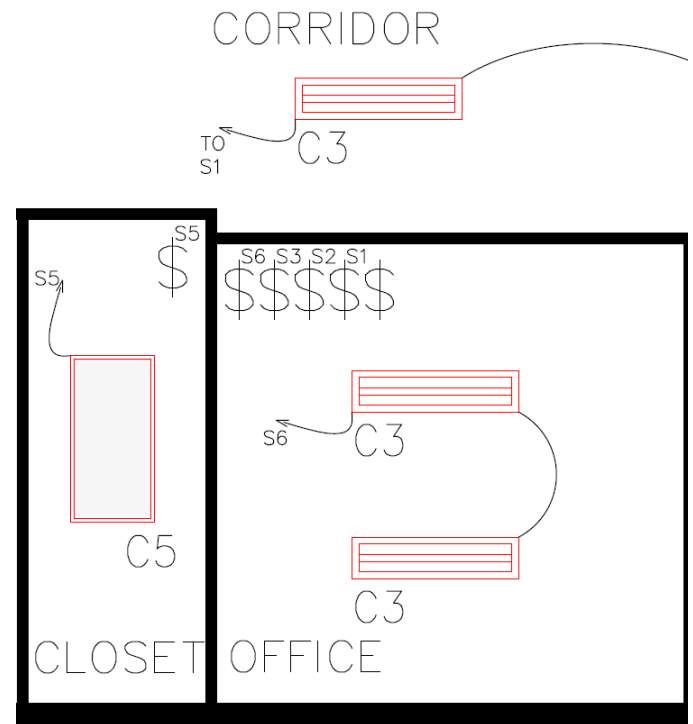 CORRIDOR
TO
S1
C3
S5
$
S5
C5
CLOSET
S6 S3 S2 S1
$$$$$
C3
S6
C3
OFFICE